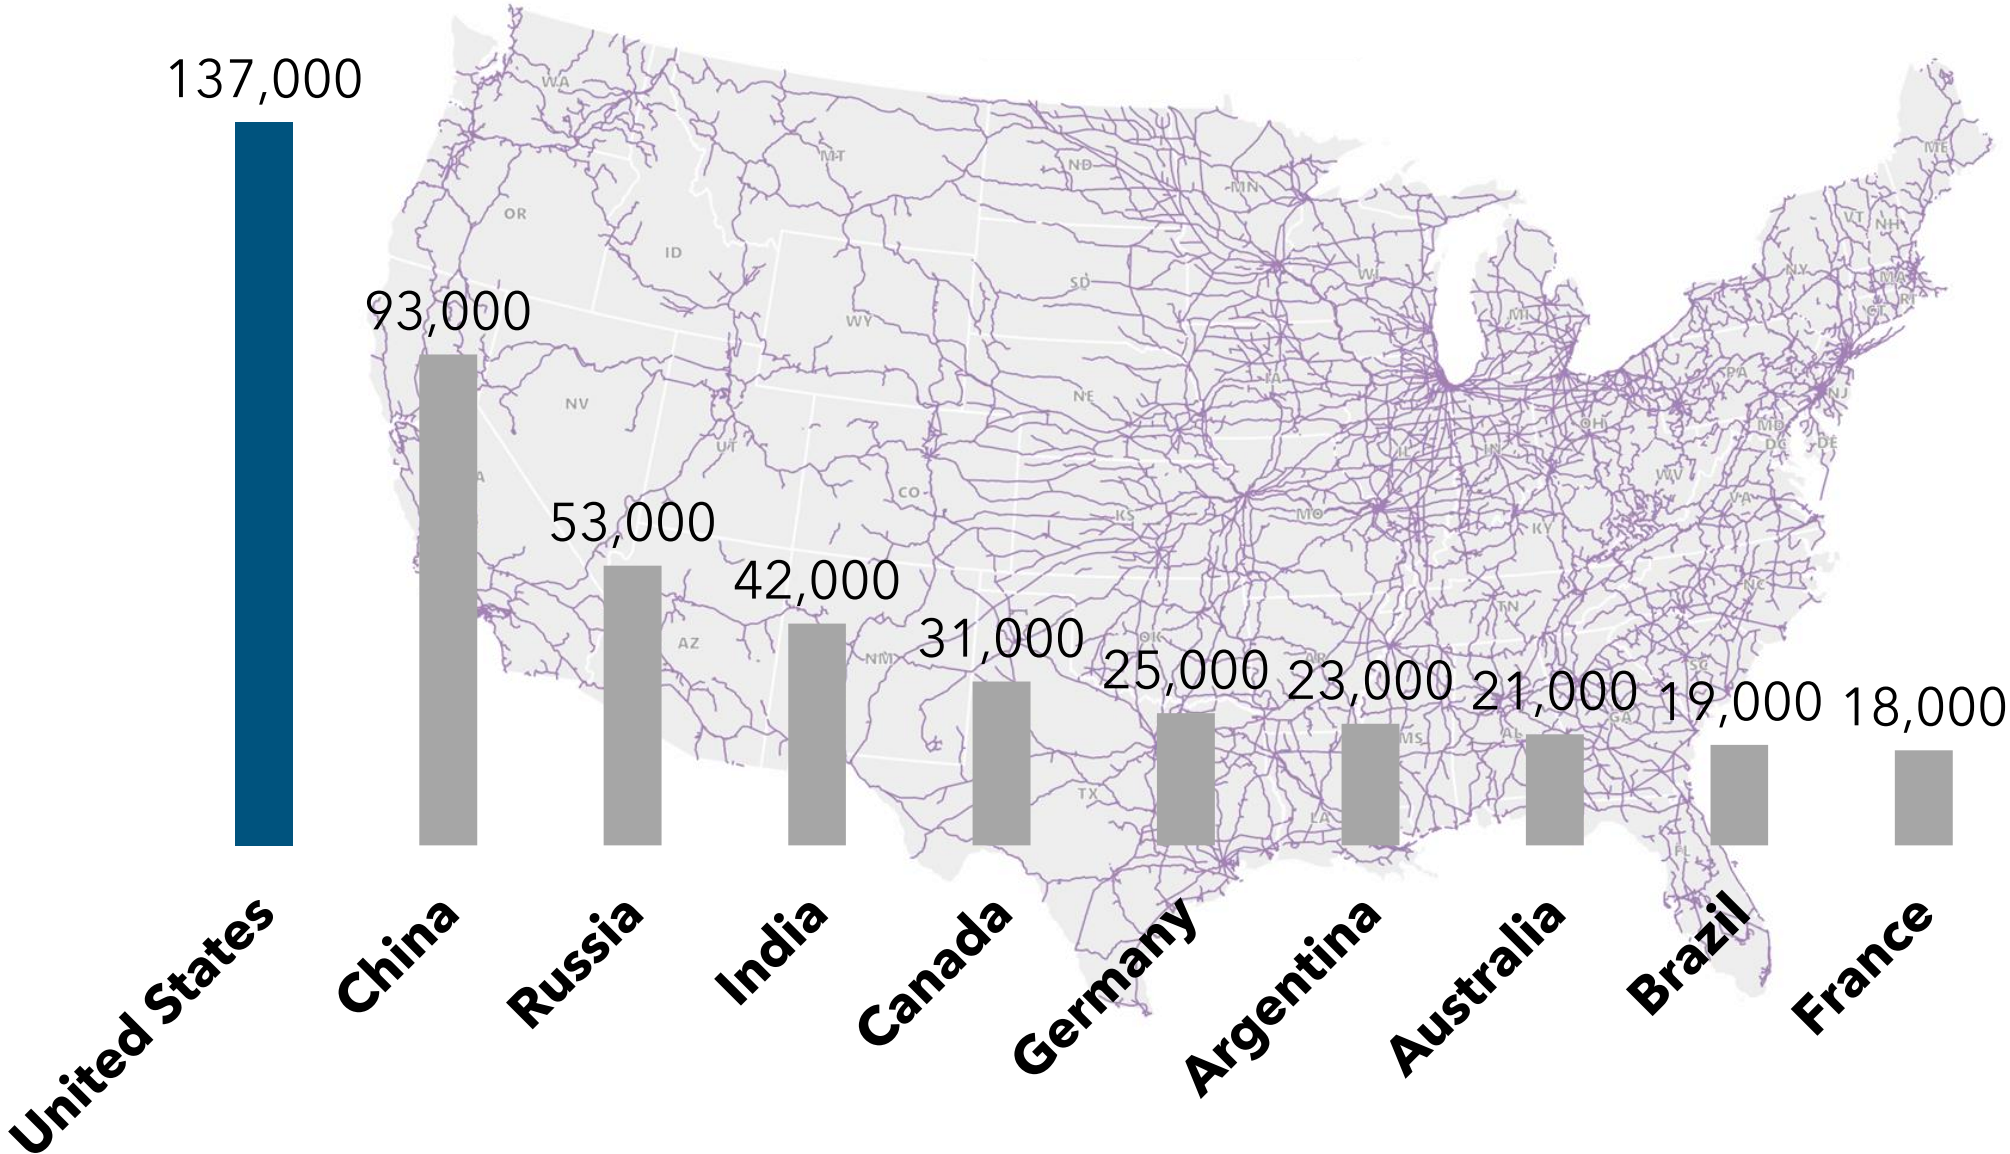 137,000
93,000
53,000
42,000
31,000
25,000
23,000
21,000
19,000
18,000
United States
China
Russia
India
Canada
Germany
Argentina
Australia
Brazil
France
WA
OR
ID
MT
ND
MN
SD
WY
NV
UT
CO
NE
IA
WI
MI
IL
IN
OH
PA
NY
VT
NH
ME
MA
RI
CT
NJ
MD
DC
DE
WV
VA
KY
MO
KS
AZ
NM
OK
AR
TN
NC
SC
GA
AL
MS
LA
TX
FL
A